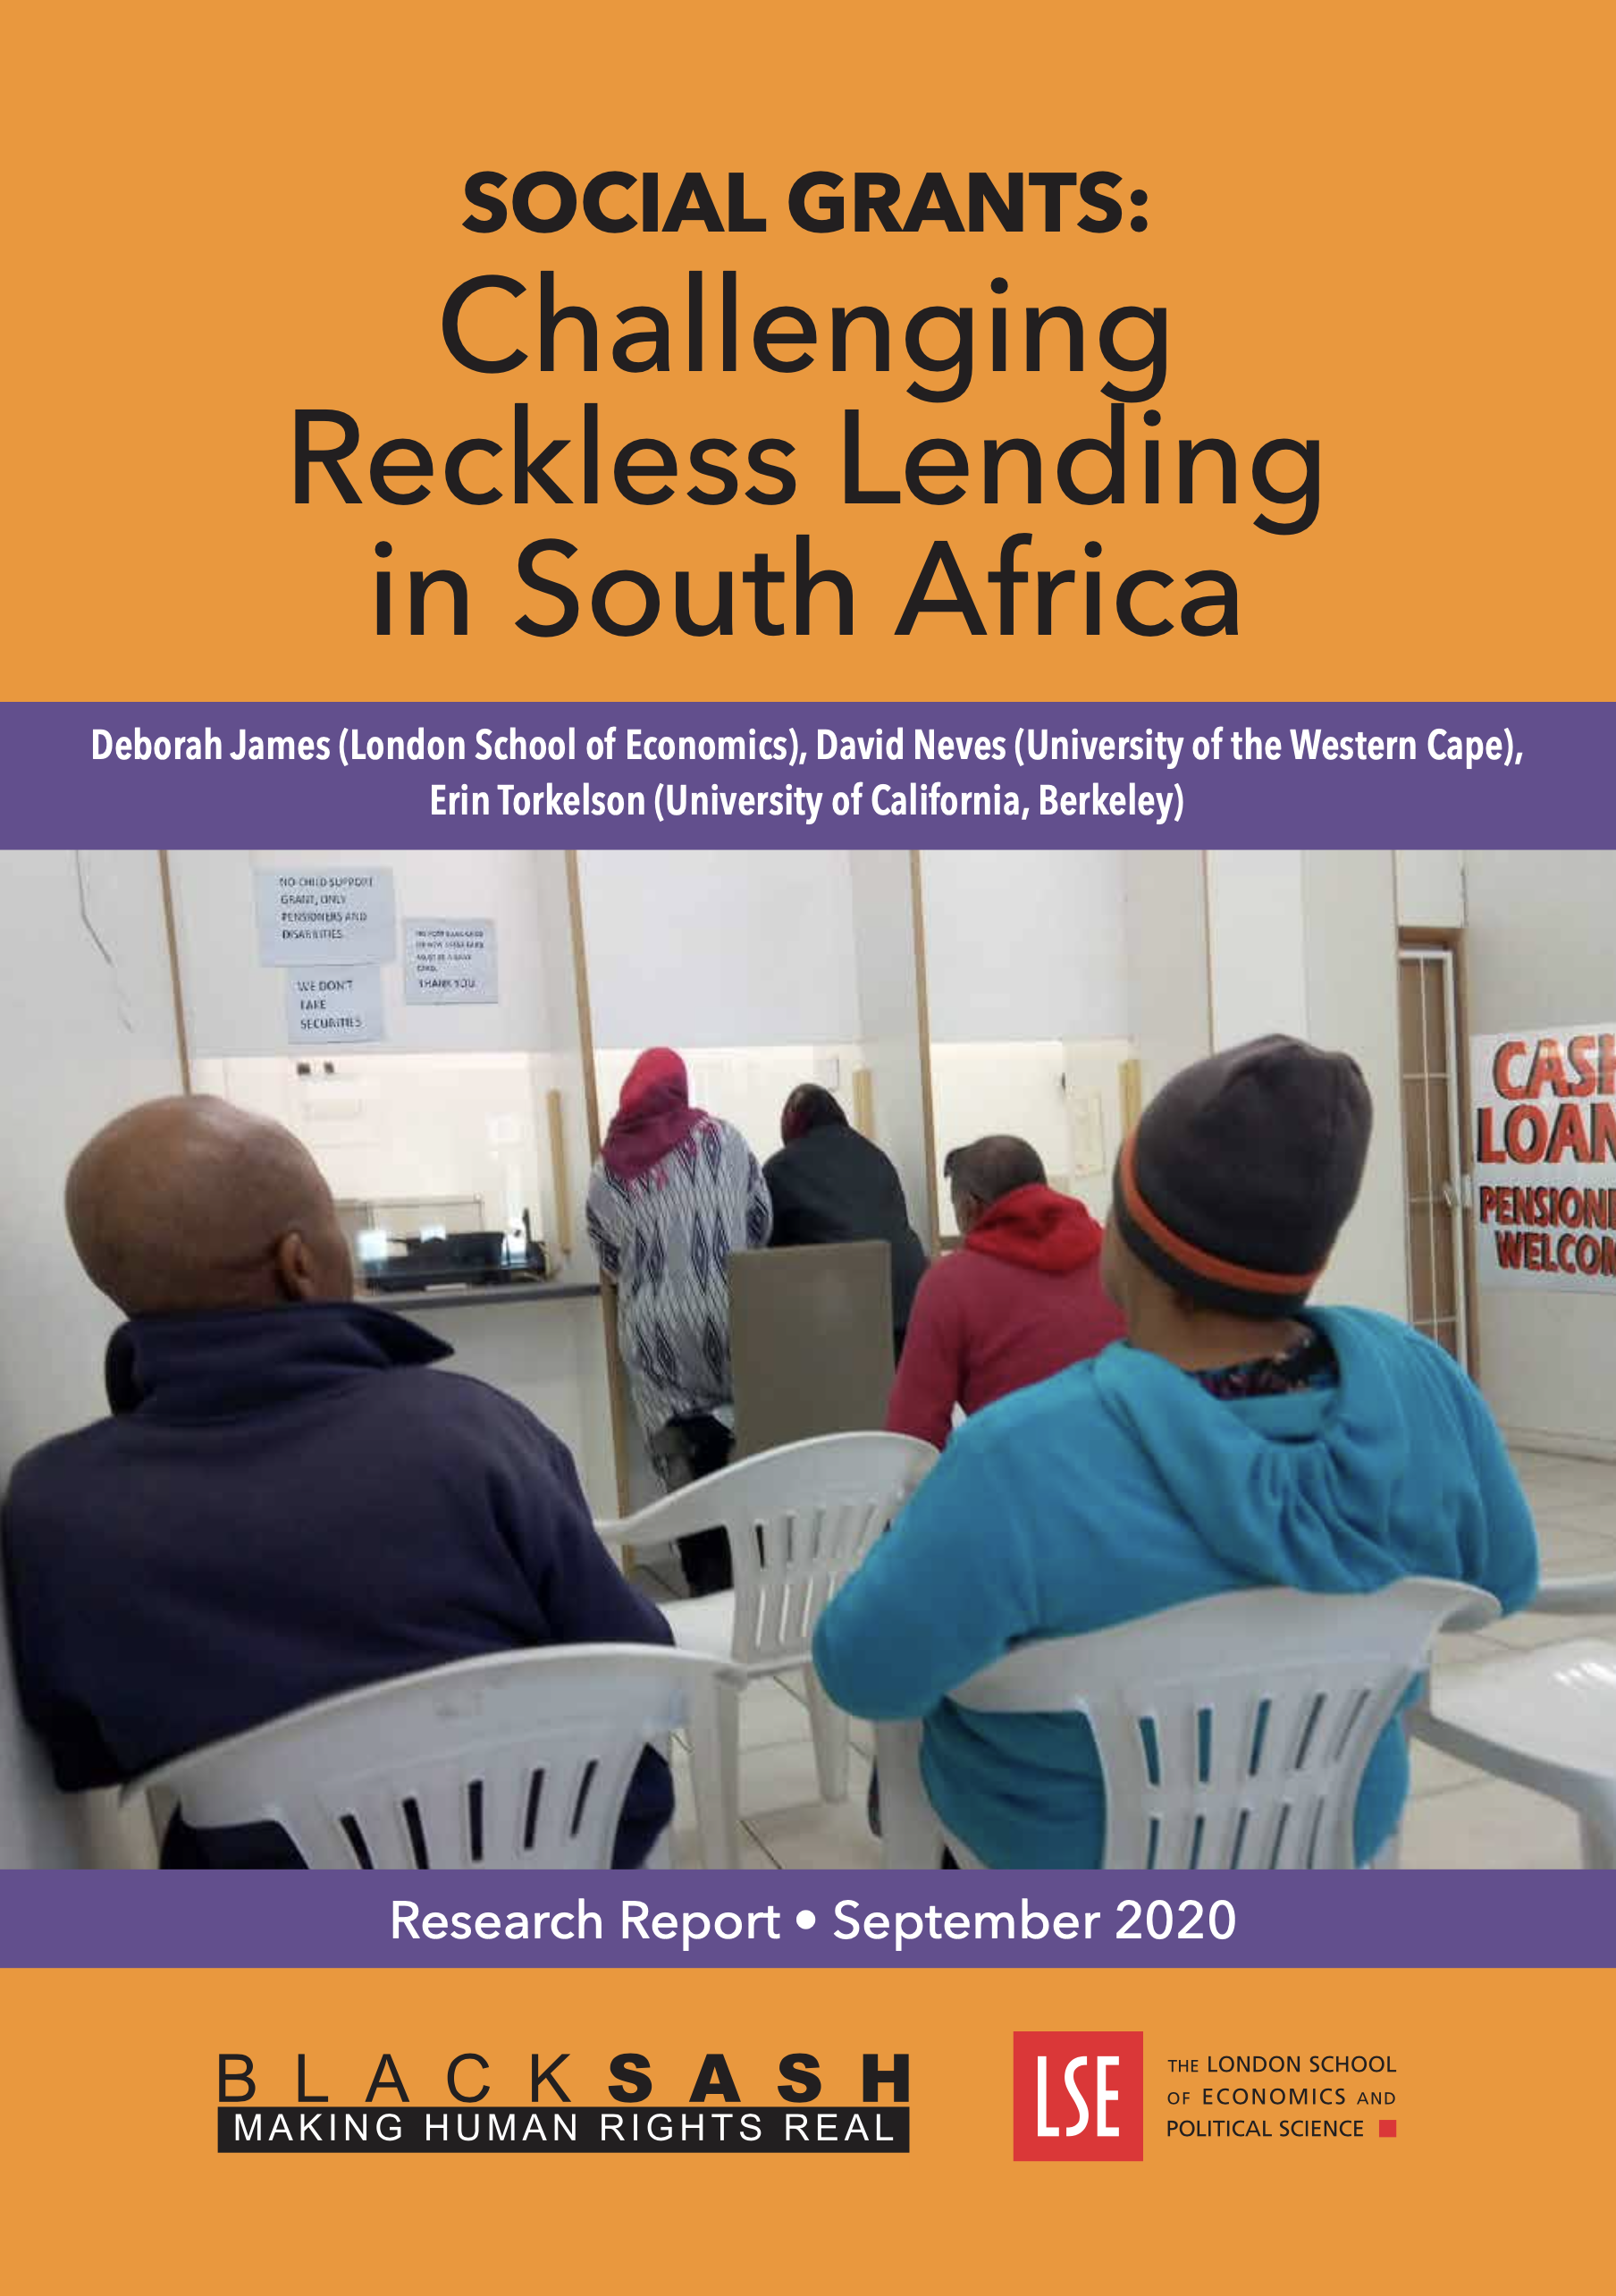 SOCIAL GRANTS:
Challenging
Reckless Lending
in South Africa
Deborah James (London School of Economics), David Neves (University of the Western Cape),
Erin Torkelson (University of California, Berkeley)
NO CHILD SUPPORT
GRANT, ONLY
PENSIONERS AND
DISABILITIES
THANK YOU
WE DON'T
TAKE
SECURITIES
CASH
LOAN
PENSION
WELCO
Research Report • September 2020
BLACKSASH
MAKING HUMAN RIGHTS REAL
LSE
THE LONDON SCHOOL
OF ECONOMICS AND
POLITICAL SCIENCE